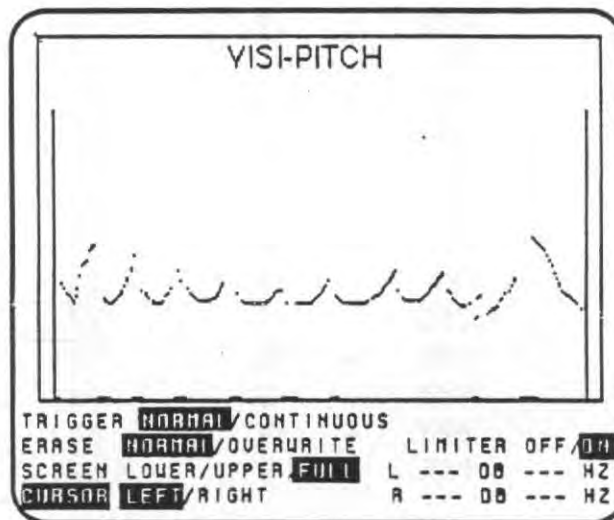 VISI-PITCH
TRIGGER NORMAL/CONTINUOUS
ERASE NORMAL/OVERWRITE LIMITER OFF/ON
SCREEN LOWER/UPPER/FULL L --- DB --- HZ
CURSOR LEFT/RIGHT R --- DB --- HZ